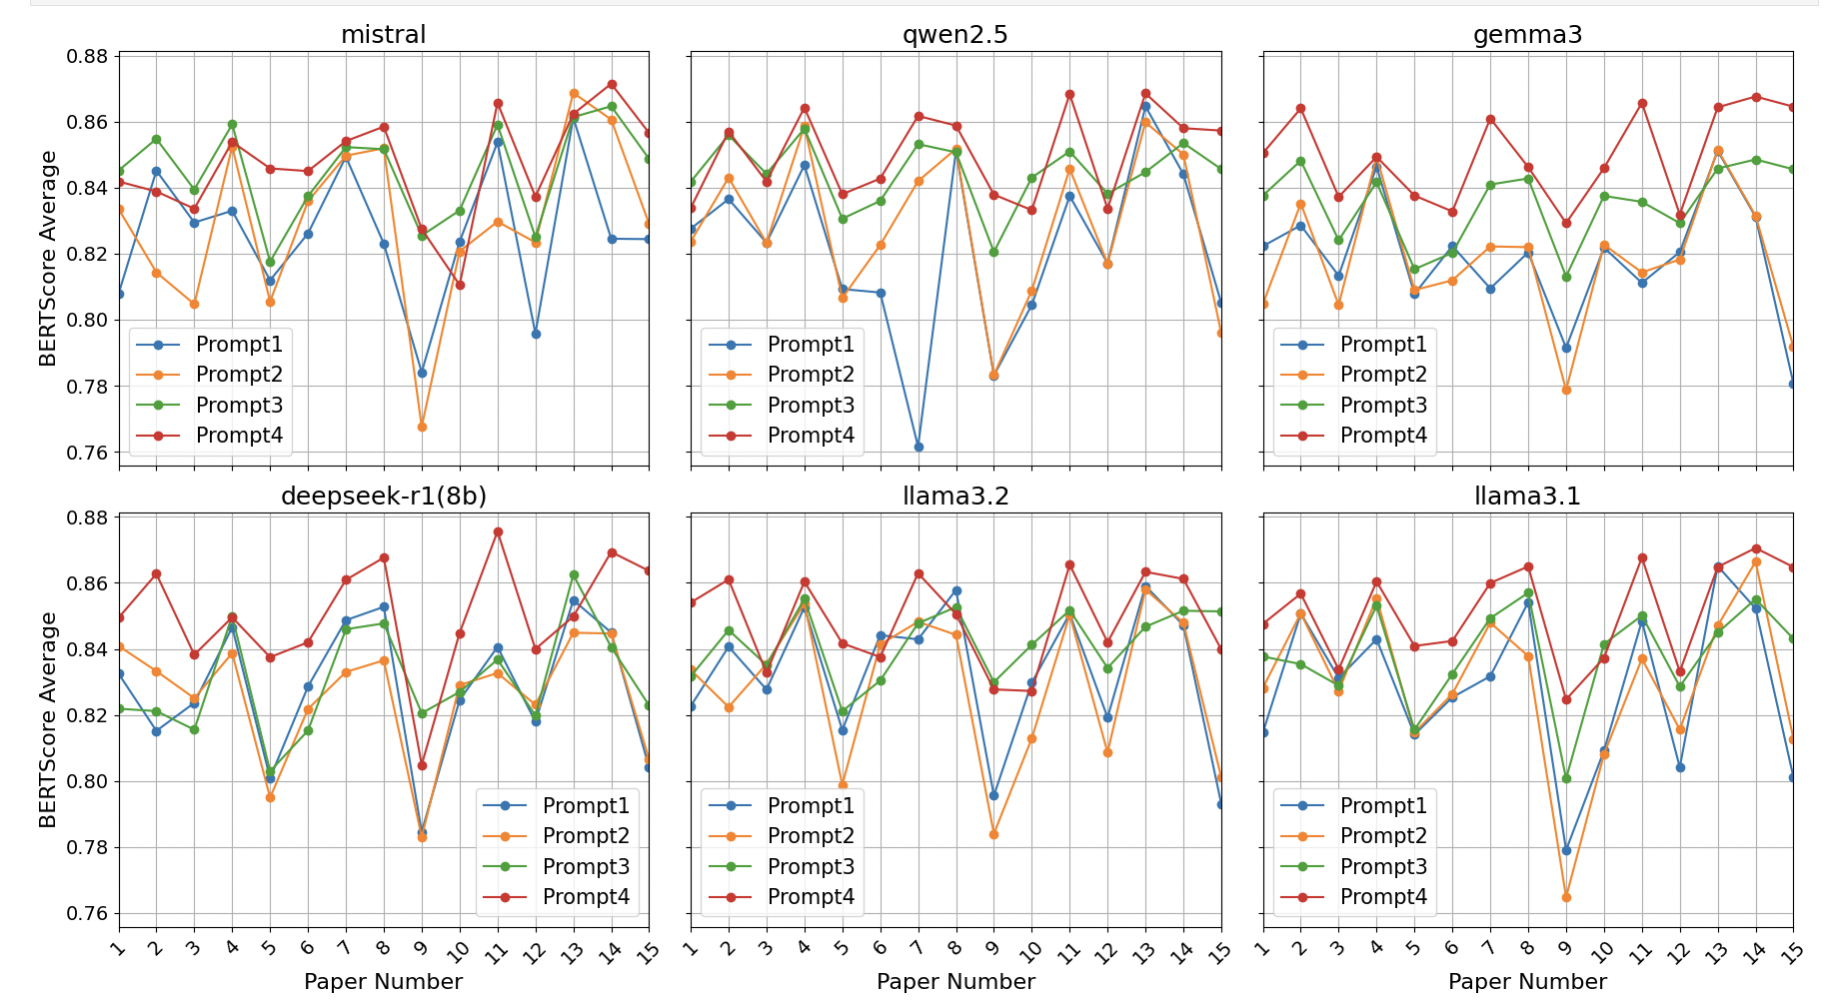 mistral
BERTScore Average
0.88
0.86
0.84
0.82
0.80
0.78
0.76
Prompt1
Prompt2
Prompt3
Prompt4
qwen2.5
Prompt1
Prompt2
Prompt3
Prompt4
gemma3
Prompt1
Prompt2
Prompt3
Prompt4
deepseek-r1(8b)
BERTScore Average
0.88
0.86
0.84
0.82
0.80
0.78
0.76
Prompt1
Prompt2
Prompt3
Prompt4
1 2 3 4 5 6 7 8 9 10 11 12 13 14 15
Paper Number
llama3.2
Prompt1
Prompt2
Prompt3
Prompt4
1 2 3 4 5 6 7 8 9 10 11 12 13 14 15
Paper Number
llama3.1
Prompt1
Prompt2
Prompt3
Prompt4
1 2 3 4 5 6 7 8 9 10 11 12 13 14 15
Paper Number